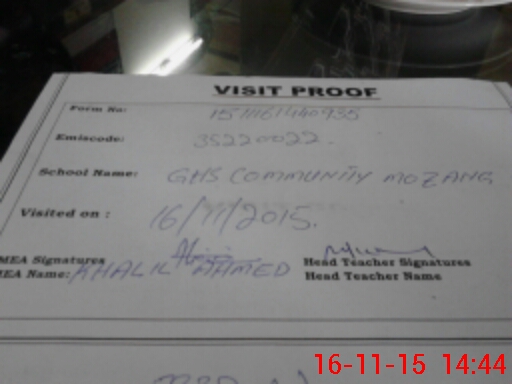 VISIT PROOF
Form No:
Emiscode: 35220022.
School Name: GHS COMMUNITY MOZANG
Visited on : 16/11/2015.
MEA Signatures Head Teacher Signatures
MEA Name: KHALIL AHMED Head Teacher Name
16-11-15 14:44